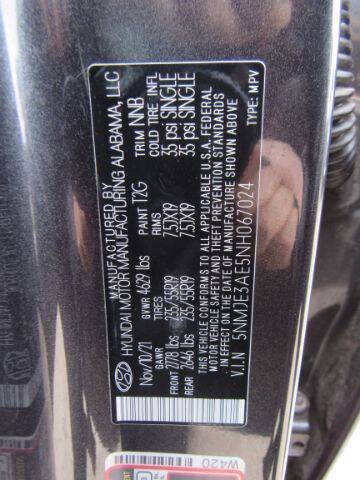 MANUFACTURED BY
HYUNDAI MOTOR MANUFACTURING ALABAMA, LLC
Nov/10/21 GVWR 4629 lbs PAINT T2G TRIM NNB
TIRES RIMS COLD TIRE INFL
FRONT 2778 lbs 235/55R19 7.5JX19 35 psi SINGLE
REAR 2646 lbs 235/55R19 7.5JX19 35 psi SINGLE
THIS VEHICLE CONFORMS TO ALL APPLICABLE U.S.A. FEDERAL
MOTOR VEHICLE SAFETY AND THEFT PREVENTION STANDARDS
IN EFFECT ON THE DATE OF MANUFACTURE SHOWN ABOVE
V.I.N 5NMJE3AE5NH067024 TYPE: MPV
W420